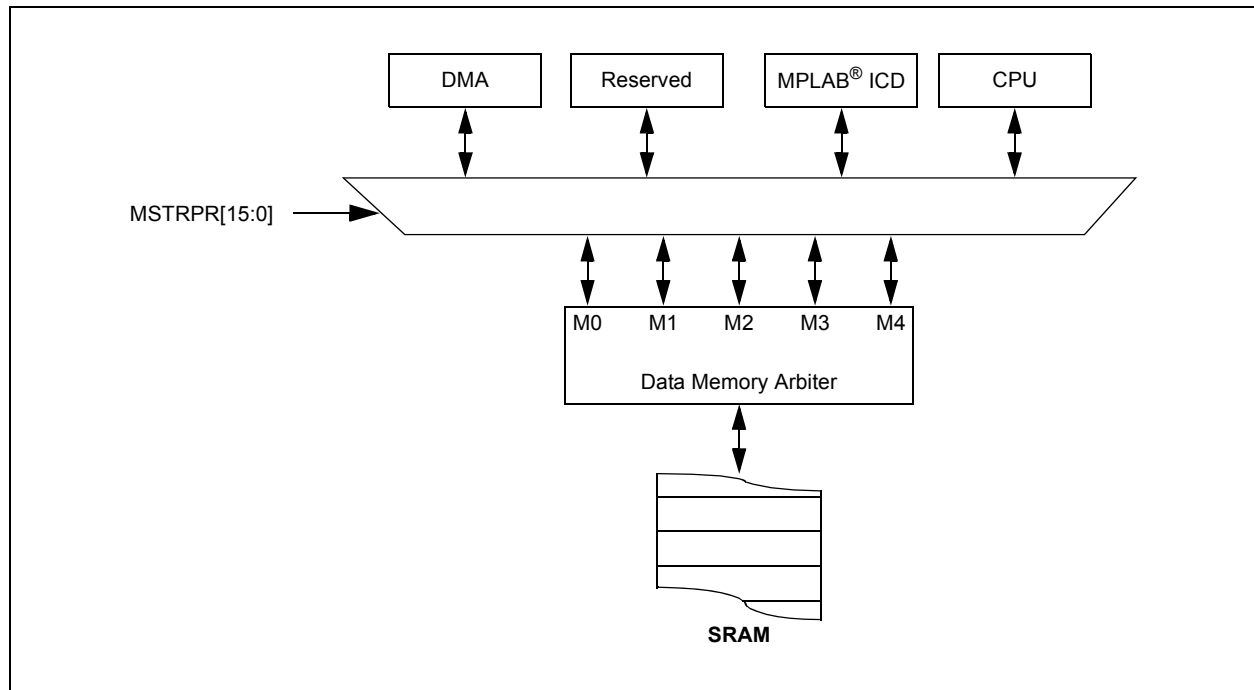 DMA
Reserved
MPLAB® ICD
CPU
MSTRPR[15:0]
M0 M1 M2 M3 M4
Data Memory Arbiter
SRAM